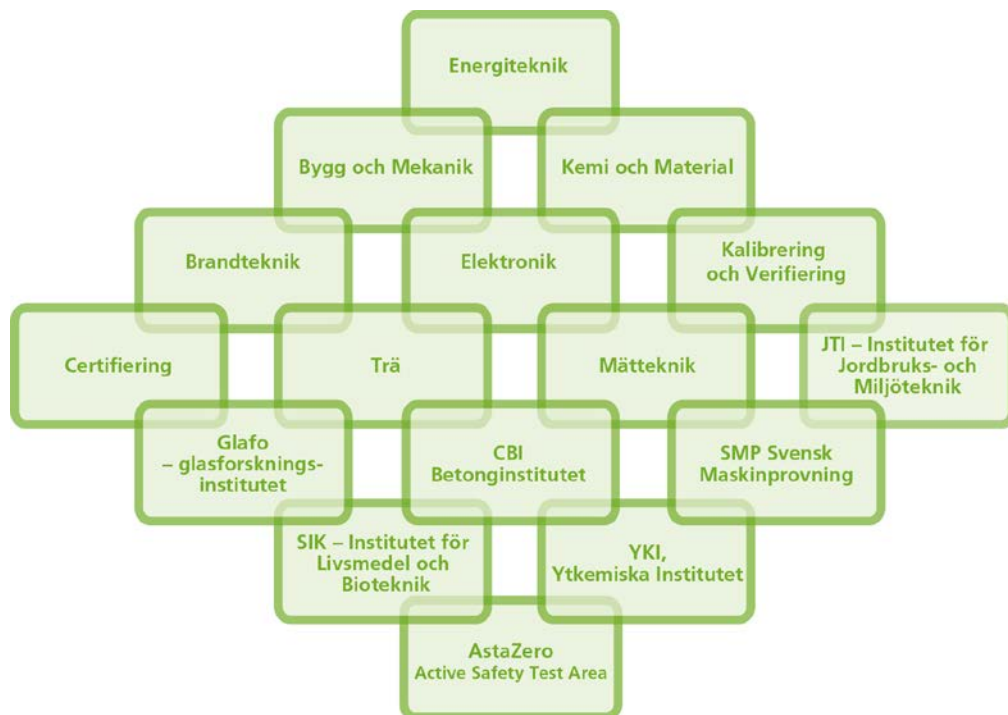 Energiteknik
Bygg och Mekanik
Kemi och Material
Brandteknik
Elektronik
Kalibrering
och Verifiering
Certifiering
Trä
Mätteknik
JTI – Institutet för
Jordbruks- och
Miljöteknik
Glafo
– glasforsknings-
institutet
CBI
Betonginstitutet
SMP Svensk
Maskinprovning
SIK – Institutet för
Livsmedel och
Bioteknik
YKI,
Ytkemiska Institutet
AstaZero
Active Safety Test Area